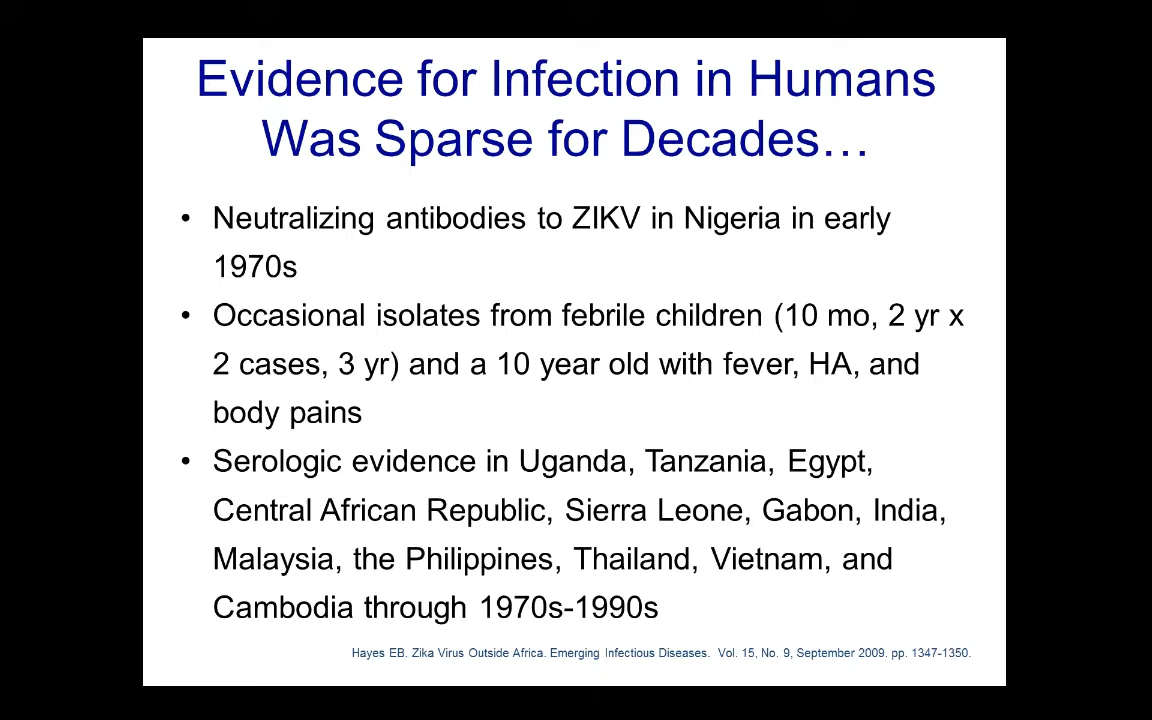 Evidence for Infection in Humans
Was Sparse for Decades…
• Neutralizing antibodies to ZIKV in Nigeria in early
1970s
• Occasional isolates from febrile children (10 mo, 2 yr x
2 cases, 3 yr) and a 10 year old with fever, HA, and
body pains
• Serologic evidence in Uganda, Tanzania, Egypt,
Central African Republic, Sierra Leone, Gabon, India,
Malaysia, the Philippines, Thailand, Vietnam, and
Cambodia through 1970s-1990s
Hayes EB. Zika Virus Outside Africa. Emerging Infectious Diseases. Vol. 15, No. 9, September 2009. pp. 1347-1350.